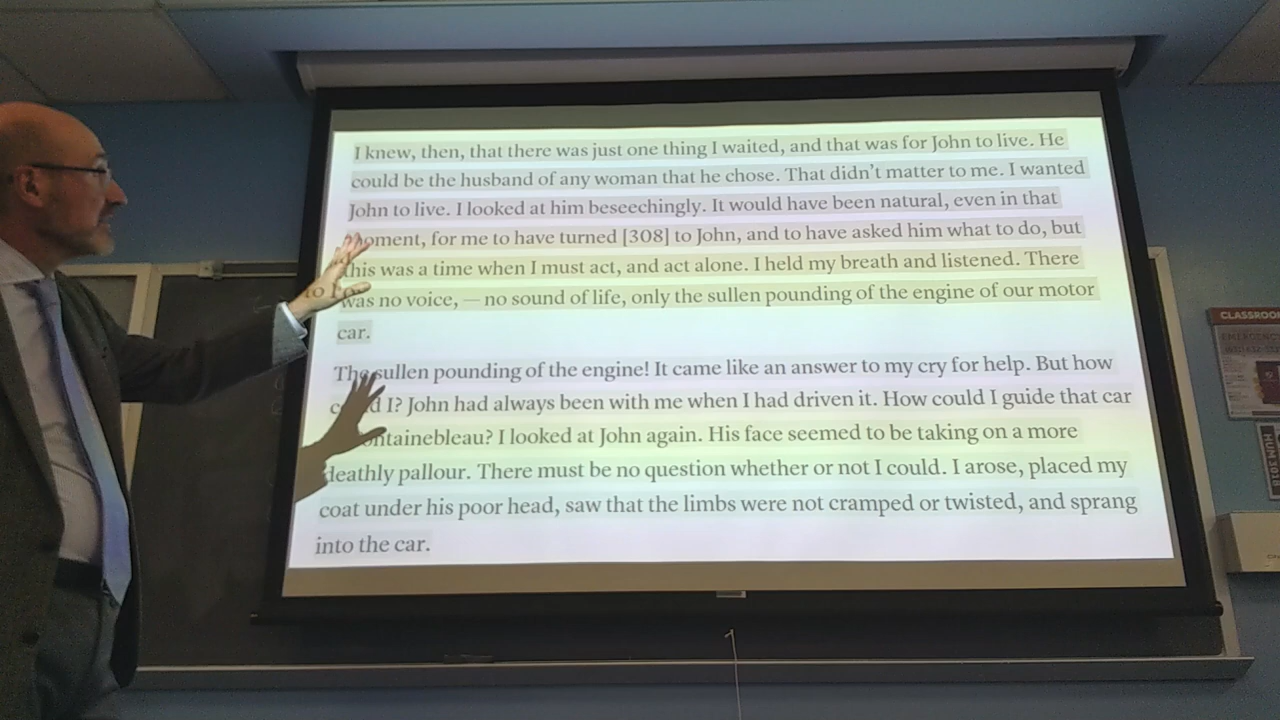 I knew, then, that there was just one thing I waited, and that was for John to live. He
could be the husband of any woman that he chose. That didn't matter to me. I wanted
John to live. I looked at him beseechingly. It would have been natural, even in that
moment, for me to have turned [308] to John, and to have asked him what to do, but
this was a time when I must act, and act alone. I held my breath and listened. There
was no voice, — no sound of life, only the sullen pounding of the engine of our motor
car.
The sullen pounding of the engine! It came like an answer to my cry for help. But how
could I? John had always been with me when I had driven it. How could I guide that car
to Fontainebleau? I looked at John again. His face seemed to be taking on a more
deathly pallour. There must be no question whether or not I could. I arose, placed my
coat under his poor head, saw that the limbs were not cramped or twisted, and sprang
into the car.
CLASSROOM
HUM 301B